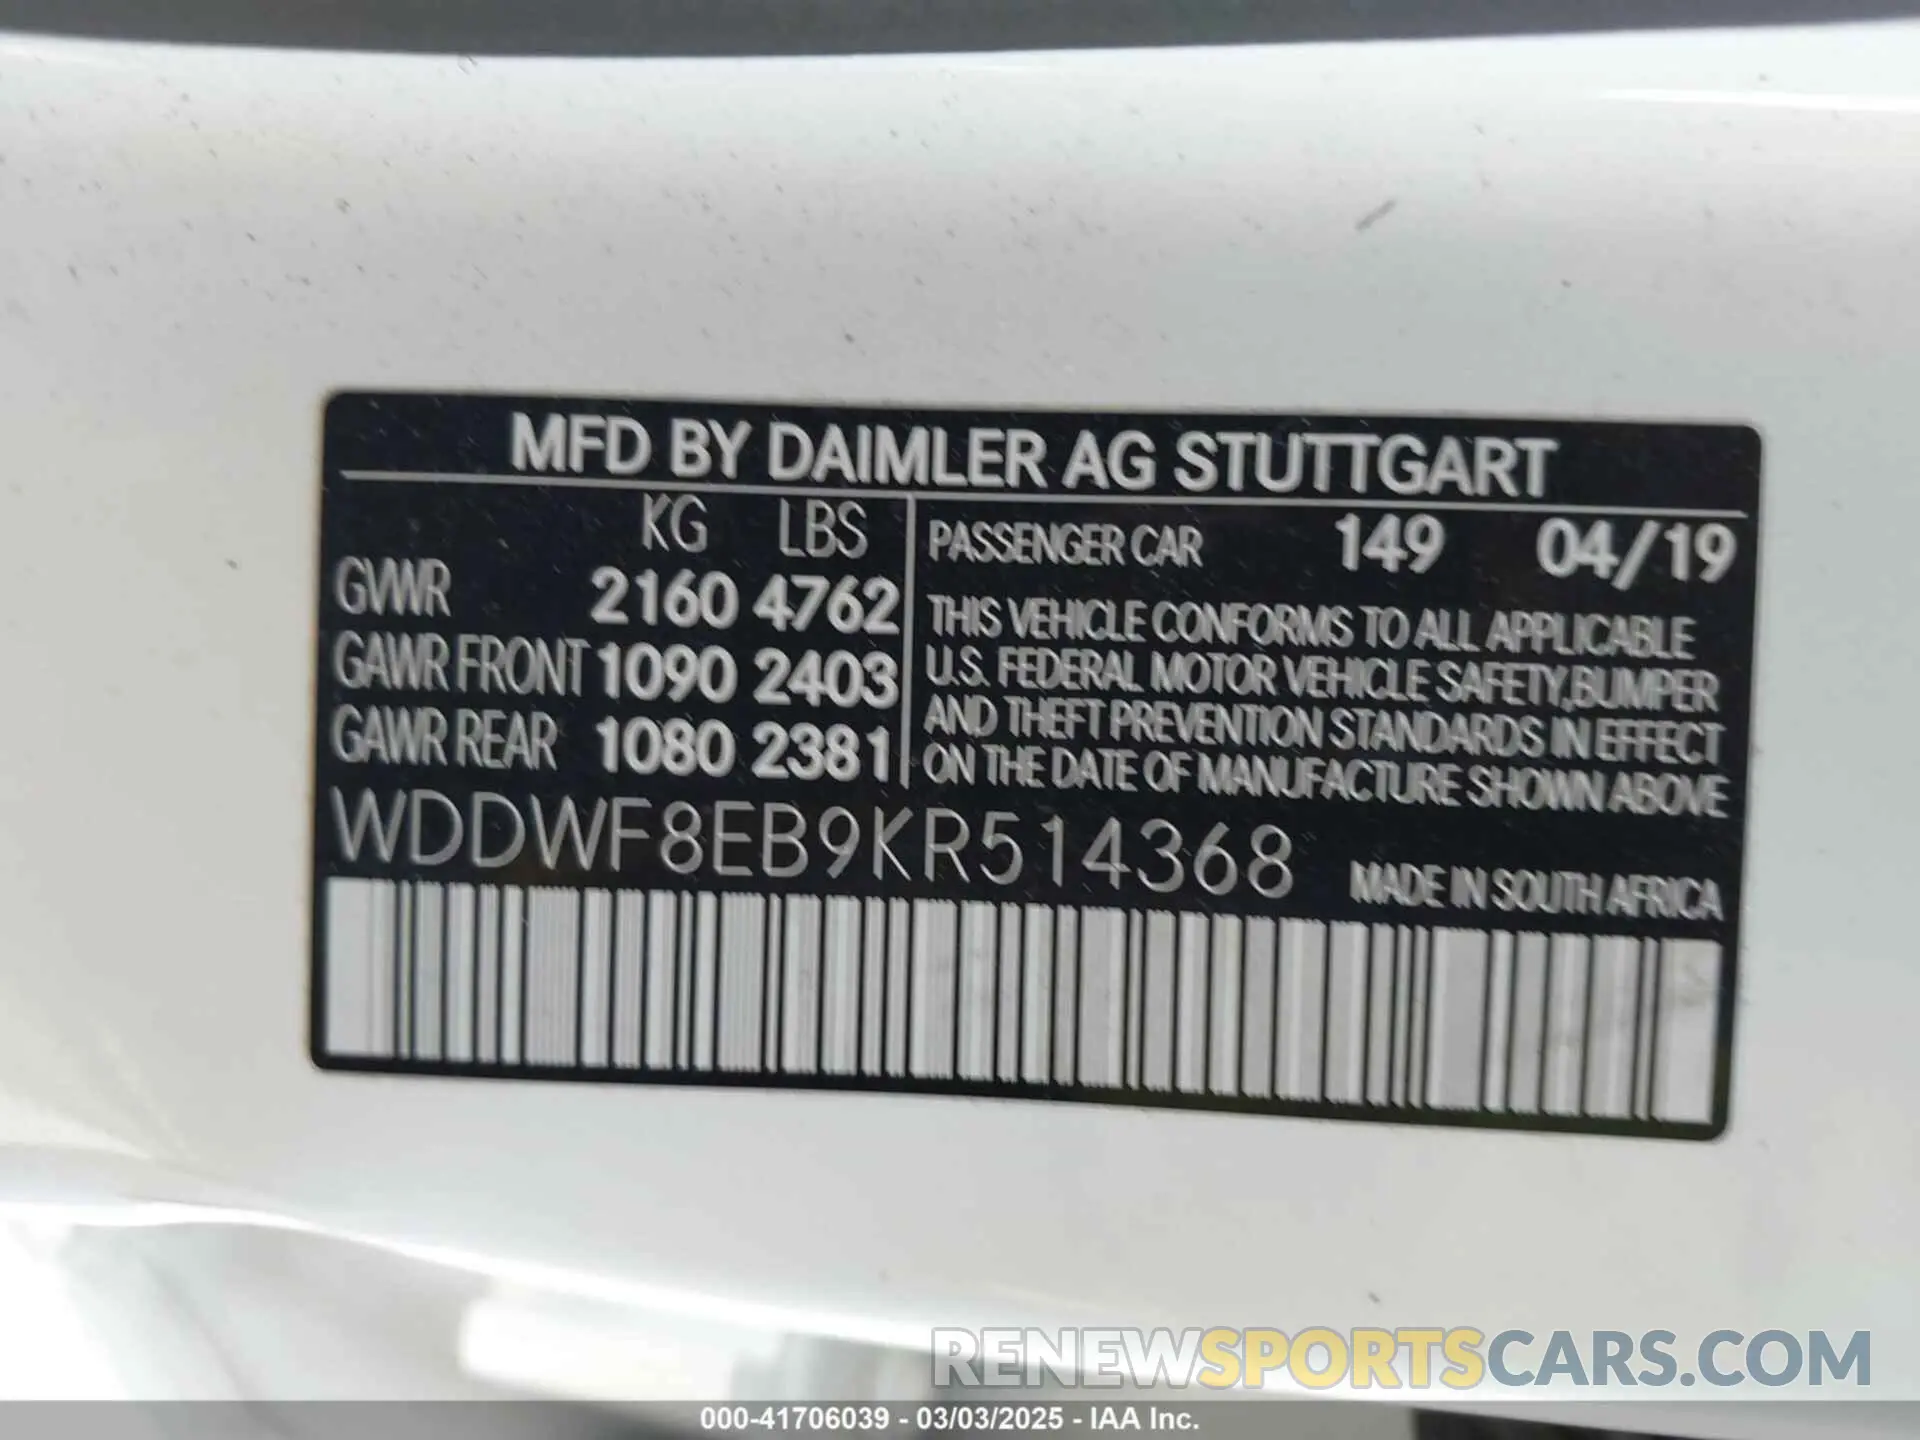 MFD BY DAIMLER AG STUTTGART
KG LBS
GVWR 2160 4762
GAWR FRONT 1090 2403
GAWR REAR 1080 2381
PASSENGER CAR 149 04/19
THIS VEHICLE CONFORMS TO ALL APPLICABLE
U.S. FEDERAL MOTOR VEHICLE SAFETY,BUMPER
AND THEFT PREVENTION STANDARDS IN EFFECT
ON THE DATE OF MANUFACTURE SHOWN ABOVE
WDDWF8EB9KR514368
MADE IN SOUTH AFRICA
RENEWSPORTSCARS.COM
000-41706039 - 03/03/2025 - IAA Inc.